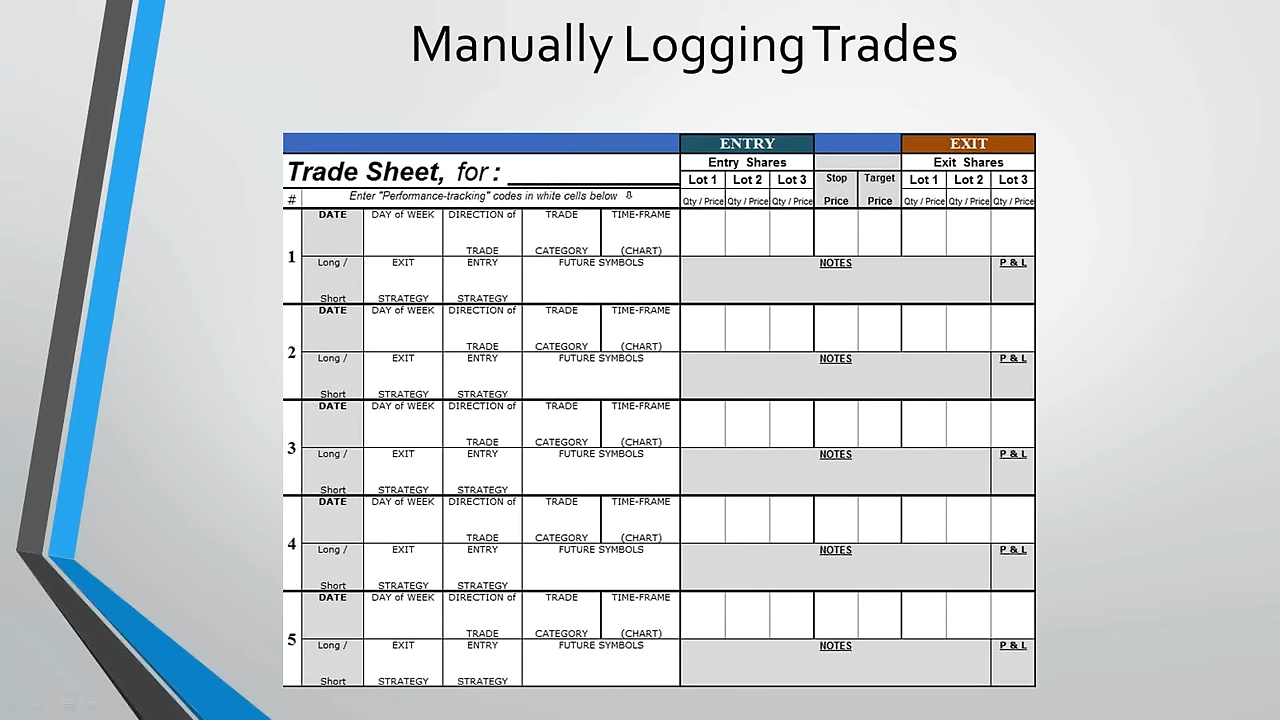 Manually Logging Trades
ENTRY EXIT
Trade Sheet, for : ____________ Entry Shares Exit Shares
Lot 1 Lot 2 Lot 3 Stop Target Lot 1 Lot 2 Lot 3
# Enter "Performance-tracking" codes in white cells below ⇩ Qty / Price Qty / Price Qty / Price Price Price Qty / Price Qty / Price Qty / Price
DATE DAY of WEEK DIRECTION of TRADE TIME-FRAME
TRADE CATEGORY (CHART)
1
Long / EXIT ENTRY FUTURE SYMBOLS NOTES P & L
Short STRATEGY STRATEGY
DATE DAY of WEEK DIRECTION of TRADE TIME-FRAME
TRADE CATEGORY (CHART)
2
Long / EXIT ENTRY FUTURE SYMBOLS NOTES P & L
Short STRATEGY STRATEGY
DATE DAY of WEEK DIRECTION of TRADE TIME-FRAME
TRADE CATEGORY (CHART)
3
Long / EXIT ENTRY FUTURE SYMBOLS NOTES P & L
Short STRATEGY STRATEGY
DATE DAY of WEEK DIRECTION of TRADE TIME-FRAME
TRADE CATEGORY (CHART)
4
Long / EXIT ENTRY FUTURE SYMBOLS NOTES P & L
Short STRATEGY STRATEGY
DATE DAY of WEEK DIRECTION of TRADE TIME-FRAME
TRADE CATEGORY (CHART)
5
Long / EXIT ENTRY FUTURE SYMBOLS NOTES P & L
Short STRATEGY STRATEGY